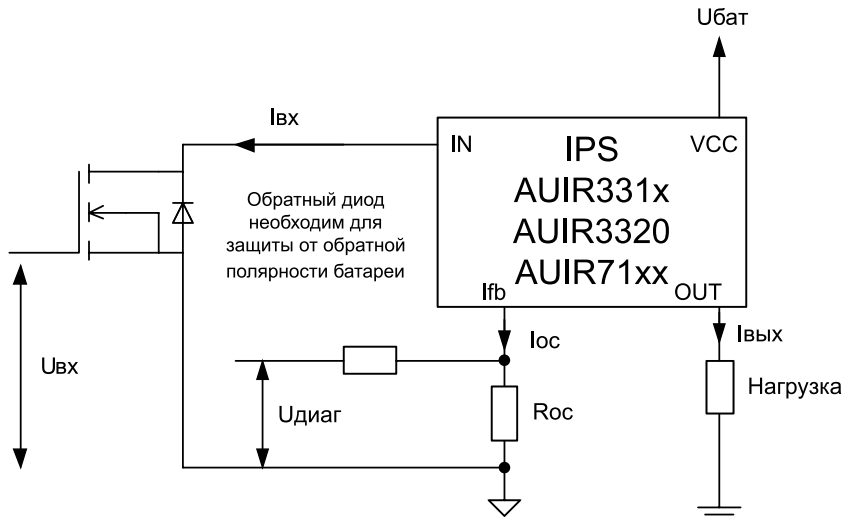 Uбат
Iвх
IN
IPS
VCC
AUIR331x
AUIR3320
AUIR71xx
Обратный диод
необходим для
защиты от обратной
полярности батареи
Ifb
OUT
Iос
Iвых
Uвх
Uдиаг
Rос
Нагрузка